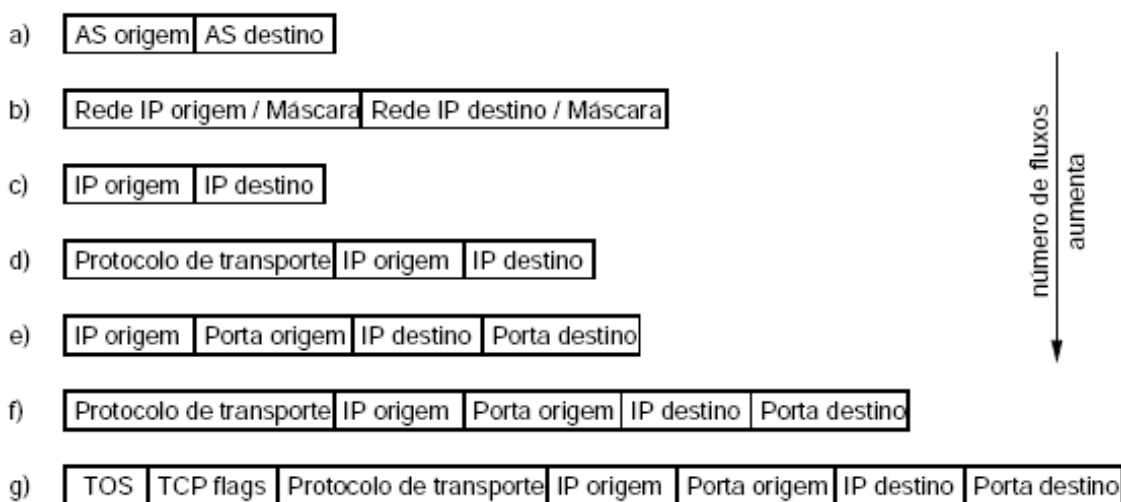 a) AS origem AS destino
b) Rede IP origem / Máscara Rede IP destino / Máscara
c) IP origem IP destino
d) Protocolo de transporte IP origem IP destino
e) IP origem Porta origem IP destino Porta destino
f) Protocolo de transporte IP origem Porta origem IP destino Porta destino
g) TOS TCP flags Protocolo de transporte IP origem Porta origem IP destino Porta destino
número de fluxos
aumenta